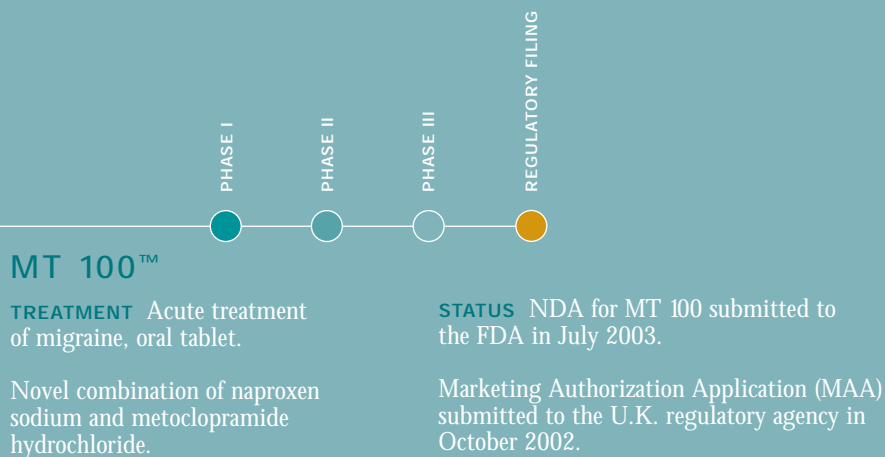 PHASE I
PHASE II
PHASE III
REGULATORY FILING
MT 100™
TREATMENT Acute treatment
of migraine, oral tablet.
Novel combination of naproxen
sodium and metoclopramide
hydrochloride.
STATUS NDA for MT 100 submitted to
the FDA in July 2003.
Marketing Authorization Application (MAA)
submitted to the U.K. regulatory agency in
October 2002.